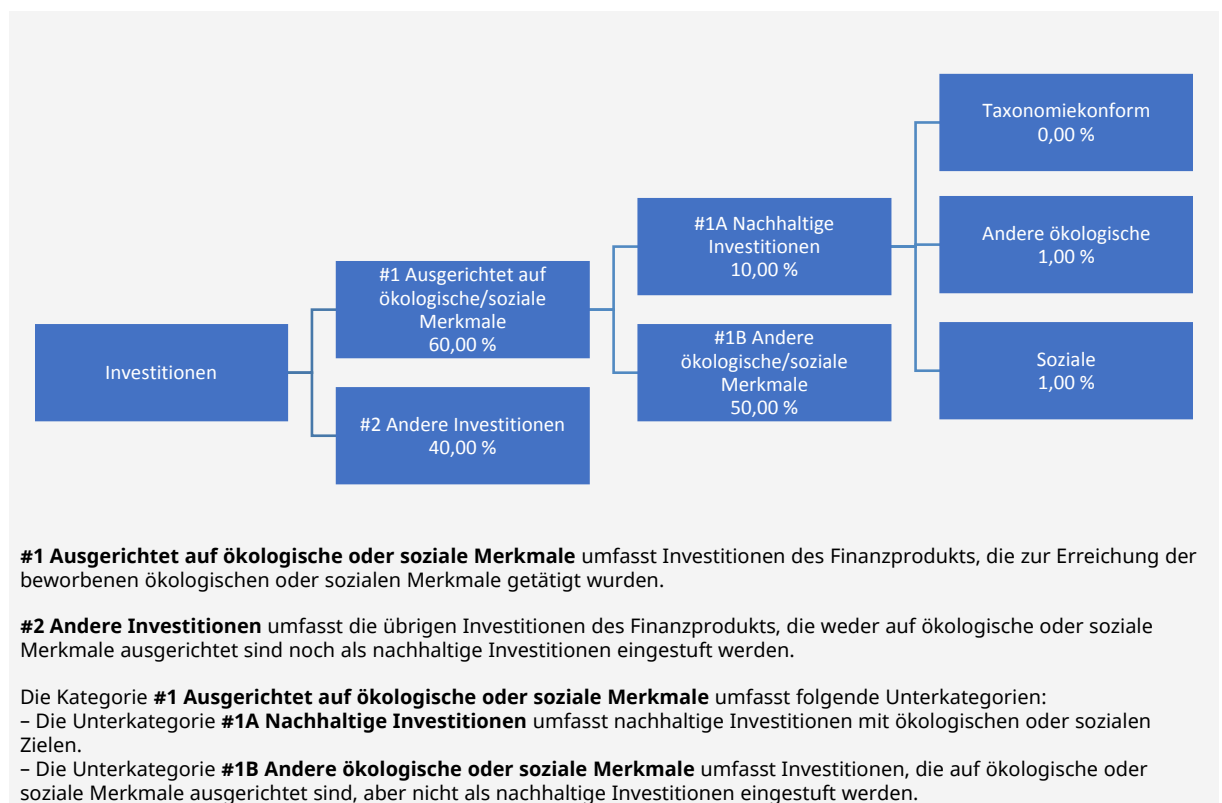 Investitionen
#1 Ausgerichtet auf
ökologische/soziale
Merkmale
60,00 %
#2 Andere Investitionen
40,00 %
#1A Nachhaltige
Investitionen
10,00 %
#1B Andere
ökologische/soziale
Merkmale
50,00 %
Taxonomiekonform
0,00 %
Andere ökologische
1,00 %
Soziale
1,00 %
#1 Ausgerichtet auf ökologische oder soziale Merkmale umfasst Investitionen des Finanzprodukts, die zur Erreichung der
beworbenen ökologischen oder sozialen Merkmale getätigt wurden.
#2 Andere Investitionen umfasst die übrigen Investitionen des Finanzprodukts, die weder auf ökologische oder soziale
Merkmale ausgerichtet sind noch als nachhaltige Investitionen eingestuft werden.
Die Kategorie #1 Ausgerichtet auf ökologische oder soziale Merkmale umfasst folgende Unterkategorien:
– Die Unterkategorie #1A Nachhaltige Investitionen umfasst nachhaltige Investitionen mit ökologischen oder sozialen
Zielen.
– Die Unterkategorie #1B Andere ökologische oder soziale Merkmale umfasst Investitionen, die auf ökologische oder
soziale Merkmale ausgerichtet sind, aber nicht als nachhaltige Investitionen eingestuft werden.